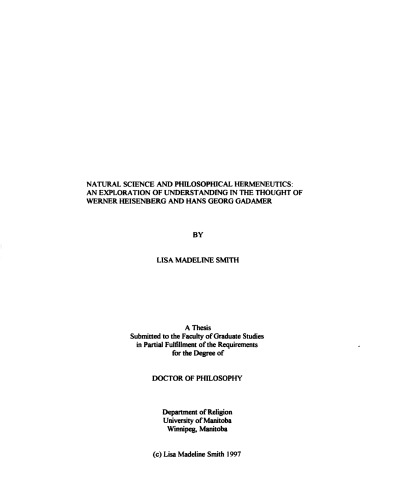 NATURAL SCIENCE AND PHILOSOPHICAL HERMENEUTICS:
AN EXPLORATION OF UNDERSTANDING IN THE THOUGHT OF
WERNER HEISENBERG AND HANS GEORG GADAMER
BY
LISA MADELINE SMITH
A Thesis
Submitted to the Faculty of Graduate Studies
in Partial Fulfillment of the Requirements
for the Degree of
DOCTOR OF PHILOSOPHY
Department of Religion
University of Manitoba
Winnipeg, Manitoba
(c) Lisa Madeline Smith 1997